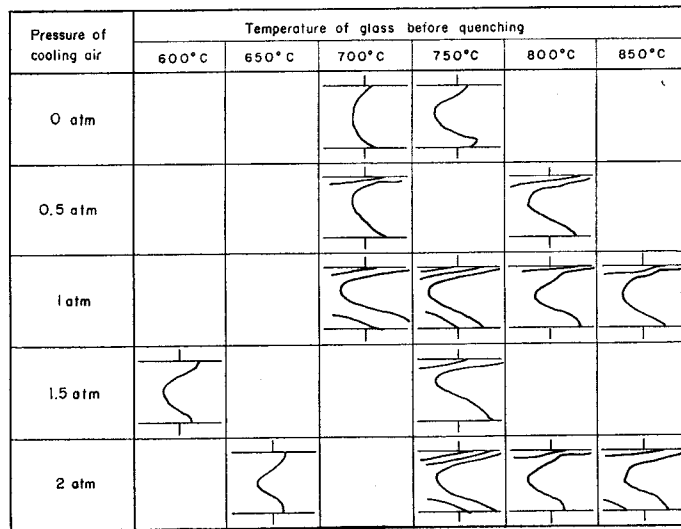 Pressure of
cooling air
Temperature of glass before quenching
600°C 650°C 700°C 750°C 800°C 850°C
0 atm
0.5 atm
1 atm
1.5 atm
2 atm